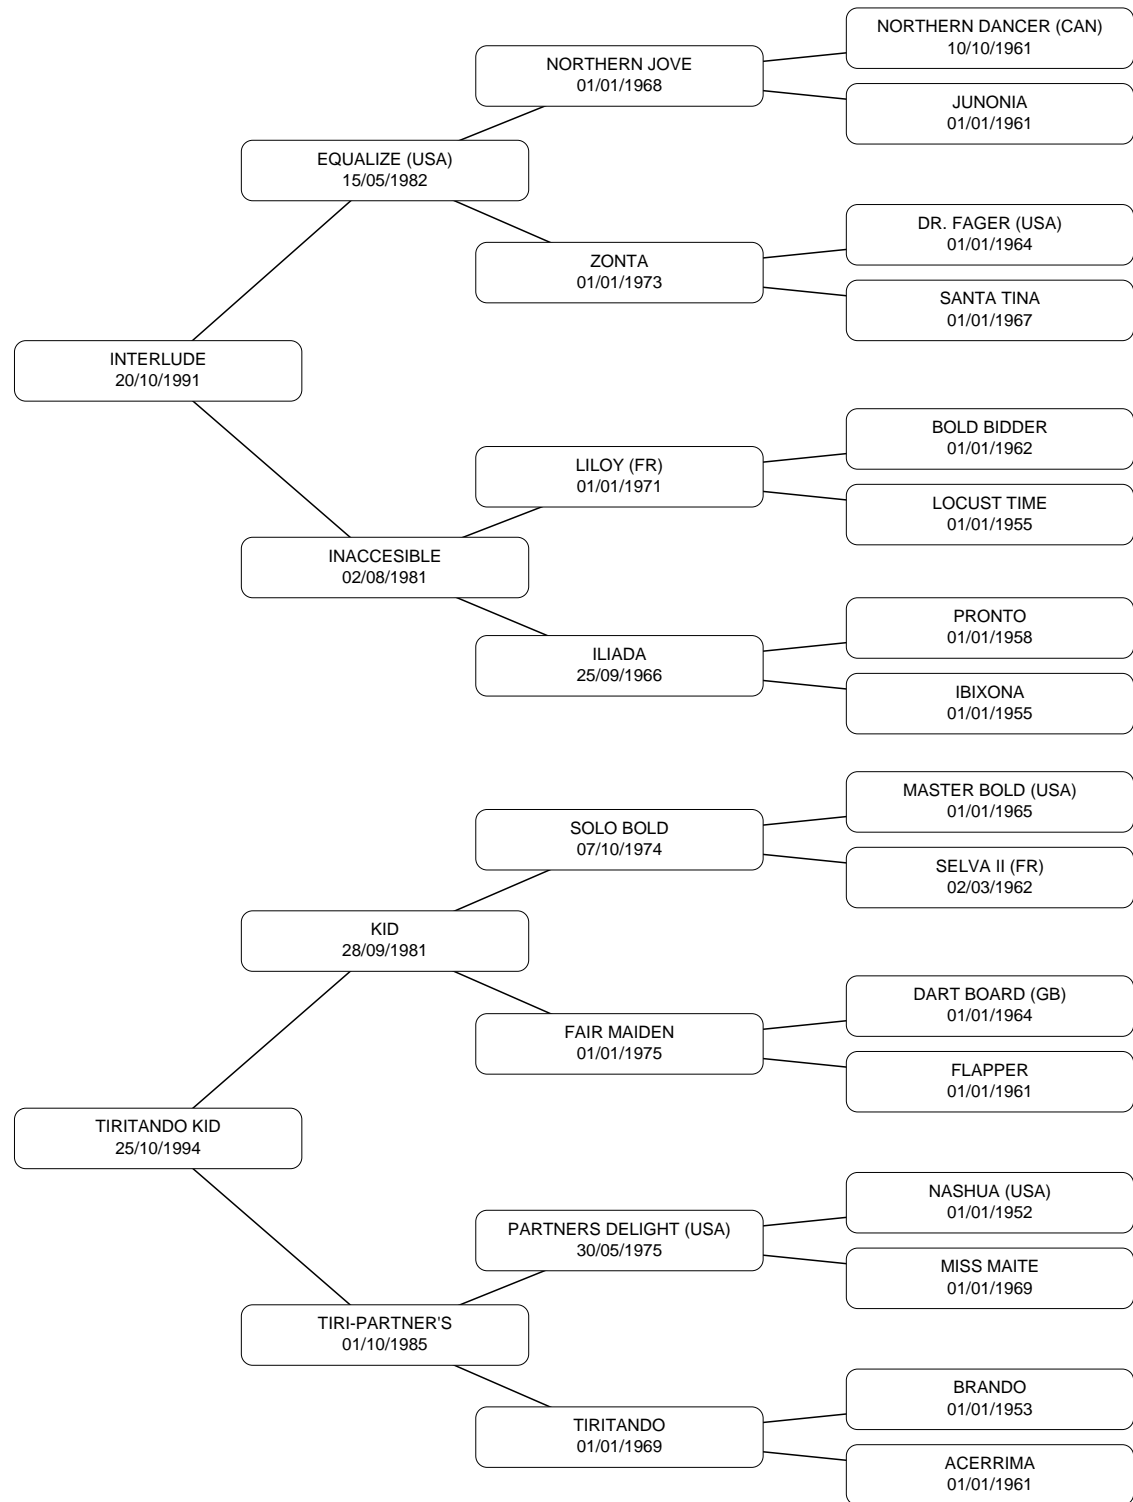 NORTHERN DANCER (CAN)
10/10/1961
NORTHERN JOVE
01/01/1968
JUNONIA
01/01/1961
EQUALIZE (USA)
15/05/1982
DR. FAGER (USA)
01/01/1964
ZONTA
01/01/1973
SANTA TINA
01/01/1967
INTERLUDE
20/10/1991
BOLD BIDDER
01/01/1962
LILOY (FR)
01/01/1971
LOCUST TIME
01/01/1955
INACCESIBLE
02/08/1981
PRONTO
01/01/1958
ILIADA
25/09/1966
IBIXONA
01/01/1955
MASTER BOLD (USA)
01/01/1965
SOLO BOLD
07/10/1974
SELVA II (FR)
02/03/1962
KID
28/09/1981
DART BOARD (GB)
01/01/1964
FAIR MAIDEN
01/01/1975
FLAPPER
01/01/1961
TIRITANDO KID
25/10/1994
NASHUA (USA)
01/01/1952
PARTNERS DELIGHT (USA)
30/05/1975
MISS MAITE
01/01/1969
TIRI-PARTNER'S
01/10/1985
BRANDO
01/01/1953
TIRITANDO
01/01/1969
ACERRIMA
01/01/1961